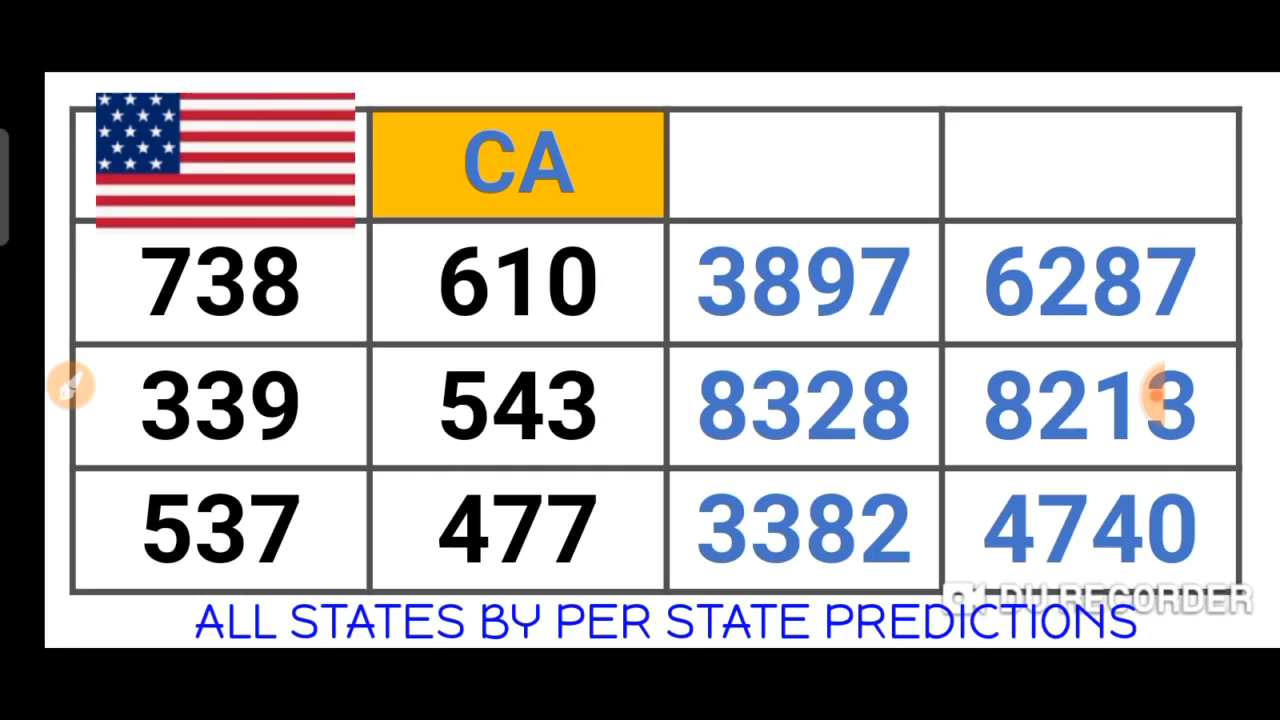 CA
738 610 3897 6287
339 543 8328 8213
537 477 3382 4740
DU RECORDER
ALL STATES BY PER STATE PREDICTIONS